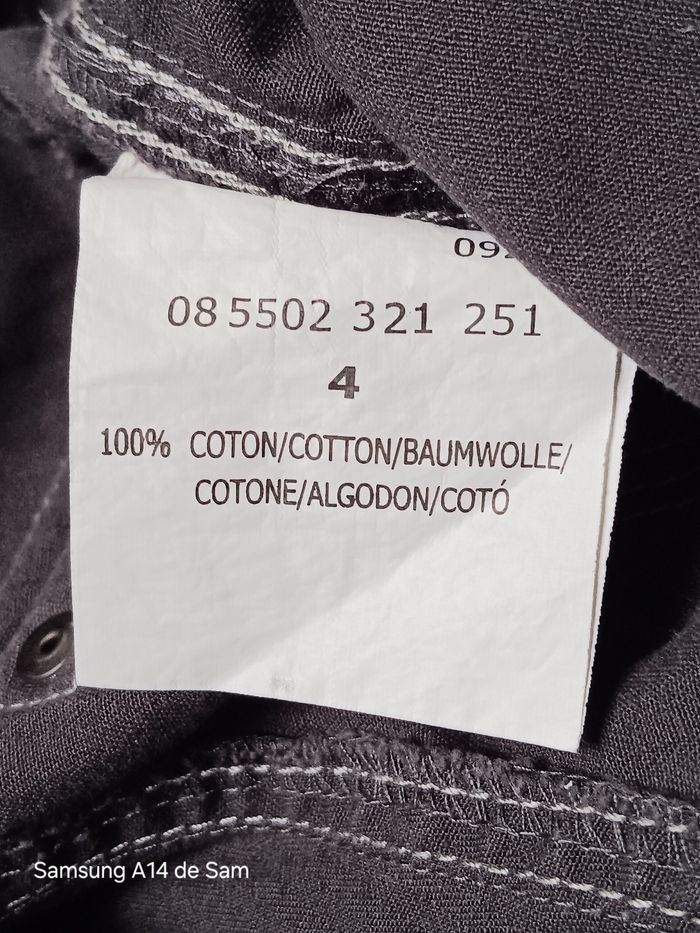 08 5502 321 251
4
100% COTON/COTTON/BAUMWOLLE/
COTONE/ALGODON/COTÓ
Samsung A14 de Sam